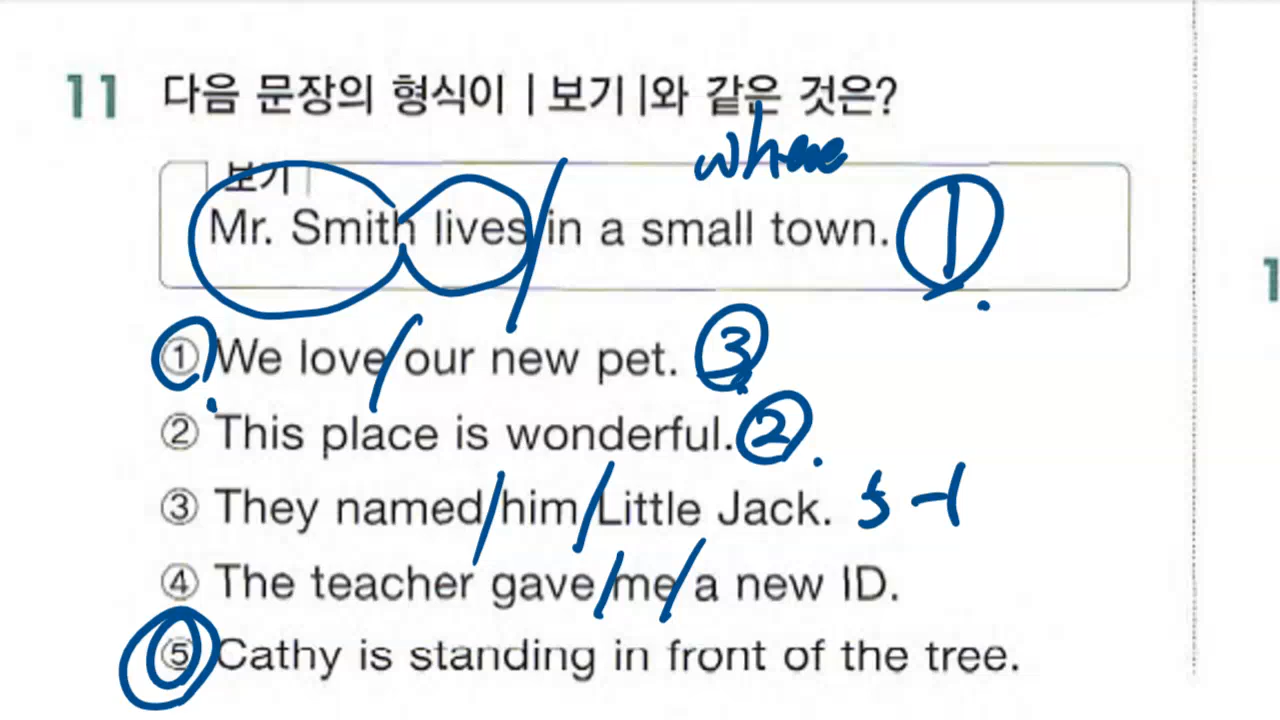 11 다음 문장의 형식이 | 보기 |와 같은 것은?
where
보기
Mr. Smith lives in a small town. 1
① We love our new pet. 3
② This place is wonderful. 2
③ They named him Little Jack. 5-1
④ The teacher gave me a new ID.
⑤ Cathy is standing in front of the tree.
1